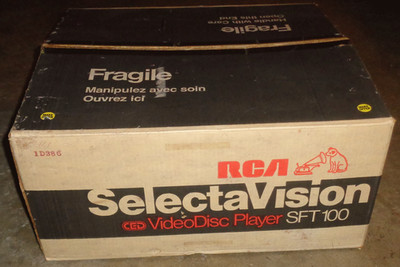 Fragile
Handle with Care
Open this End
Fragile
Manipulez avec soin
Ouvrez ici
1D386
RCA
SelectaVision
CED VideoDisc Player SFT 100